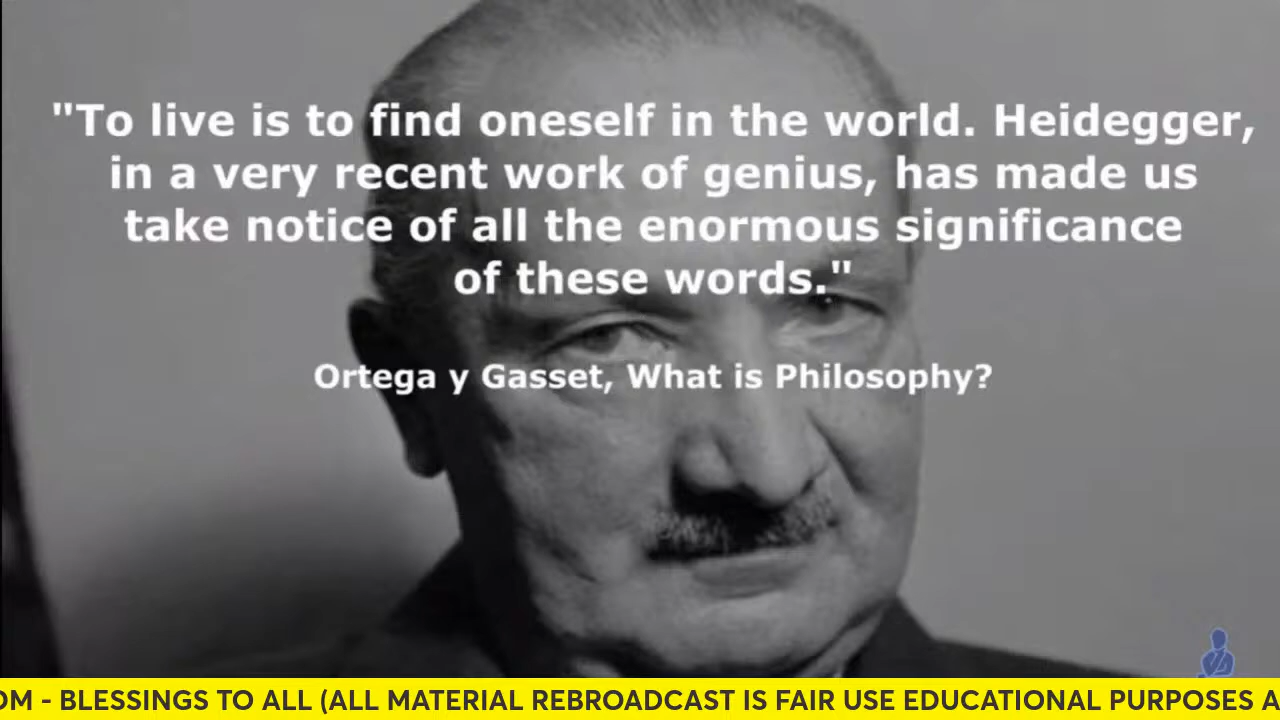 "To live is to find oneself in the world. Heidegger,
in a very recent work of genius, has made us
take notice of all the enormous significance
of these words."
Ortega y Gasset, What is Philosophy?
OM - BLESSINGS TO ALL (ALL MATERIAL REBROADCAST IS FAIR USE EDUCATIONAL PURPOSES A